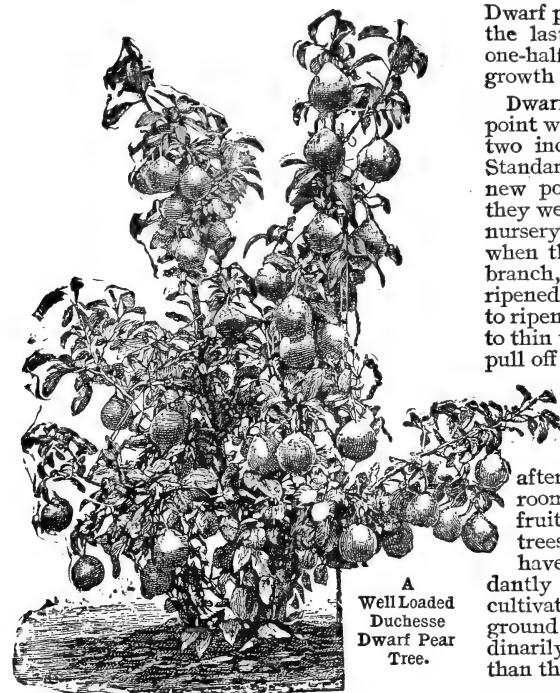 Dwarf p
the las
one-half
growth
Dwar
point w
two inc
Standar
new po
they we
nursery
when th
branch,
ripened
to ripen
to thin
pull off
after
room
fruit
trees
have
dantly
cultivat
ground
dinarily
than th
A
Well Loaded
Duchesse
Dwarf Pear
Tree.